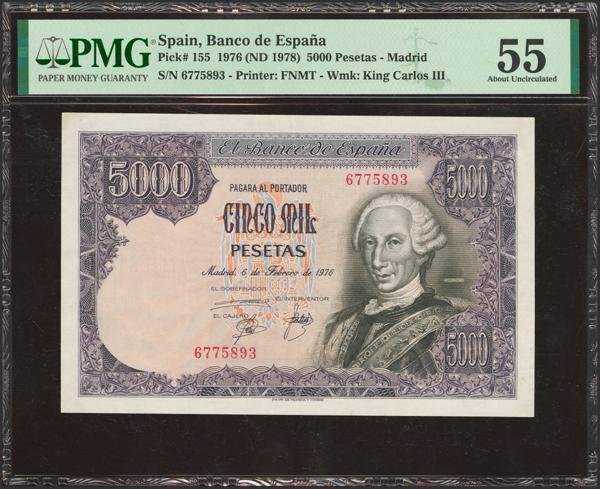 PMG
PAPER MONEY GUARANTY
Spain, Banco de España
Pick# 155 1976 (ND 1978) 5000 Pesetas - Madrid
S/N 6775893 - Printer: FNMT - Wmk: King Carlos III
55
About Uncirculated
El Banco de España
5000
PAGARA AL PORTADOR
6775893
5000
CINCO MIL
PESETAS
Madrid, 6 de Febrero de 1976
EL GOBERNADOR
EL INTERVENTOR
EL CAJERO
6775893
5000